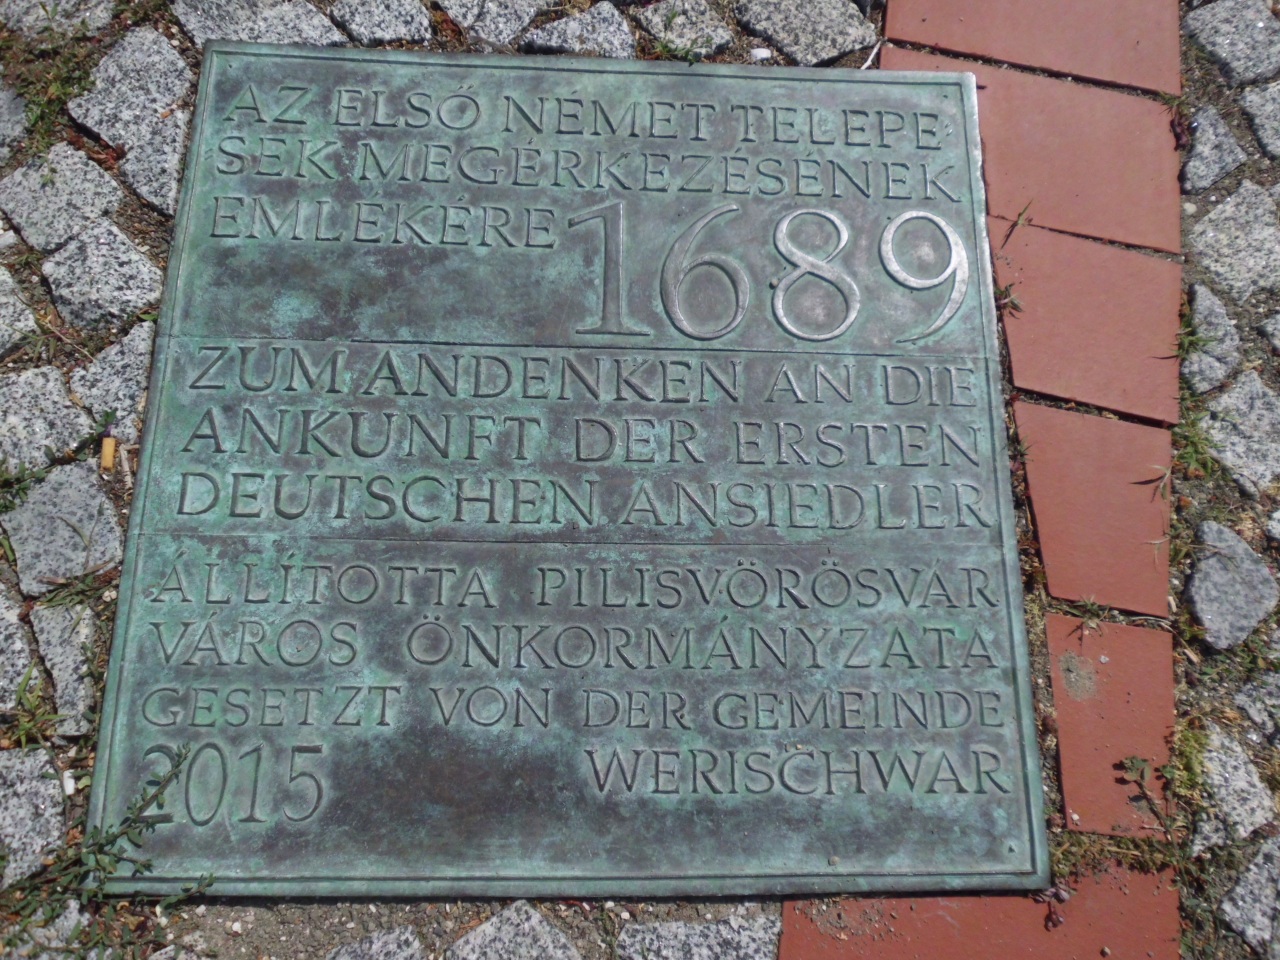 AZ ELSŐ NÉMET TELEPE
SEK MEGÉRKEZÉSÉNEK
EMLEKÉRE 1689
ZUM ANDENKEN AN DIE
ANKUNFT DER ERSTEN
DEUTSCHEN ANSIEDLER
ÁLLÍTOTTA PILISVÖRÖSVÁR
VÁROS ÖNKORMÁNYZATA
GESETZT VON DER GEMEINDE
2015 WERISCHWAR